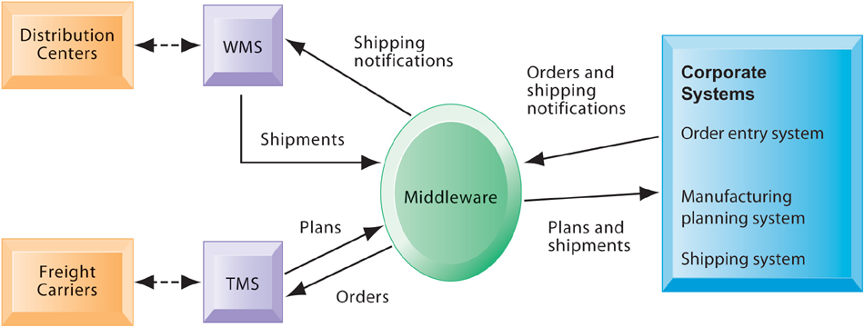 Distribution
Centers
WMS
Shipping
notifications
Orders and
shipping
notifications
Corporate
Systems
Order entry system
Shipments
Middleware
Manufacturing
planning system
Plans
Plans and
shipments
Shipping system
Freight
Carriers
TMS
Orders